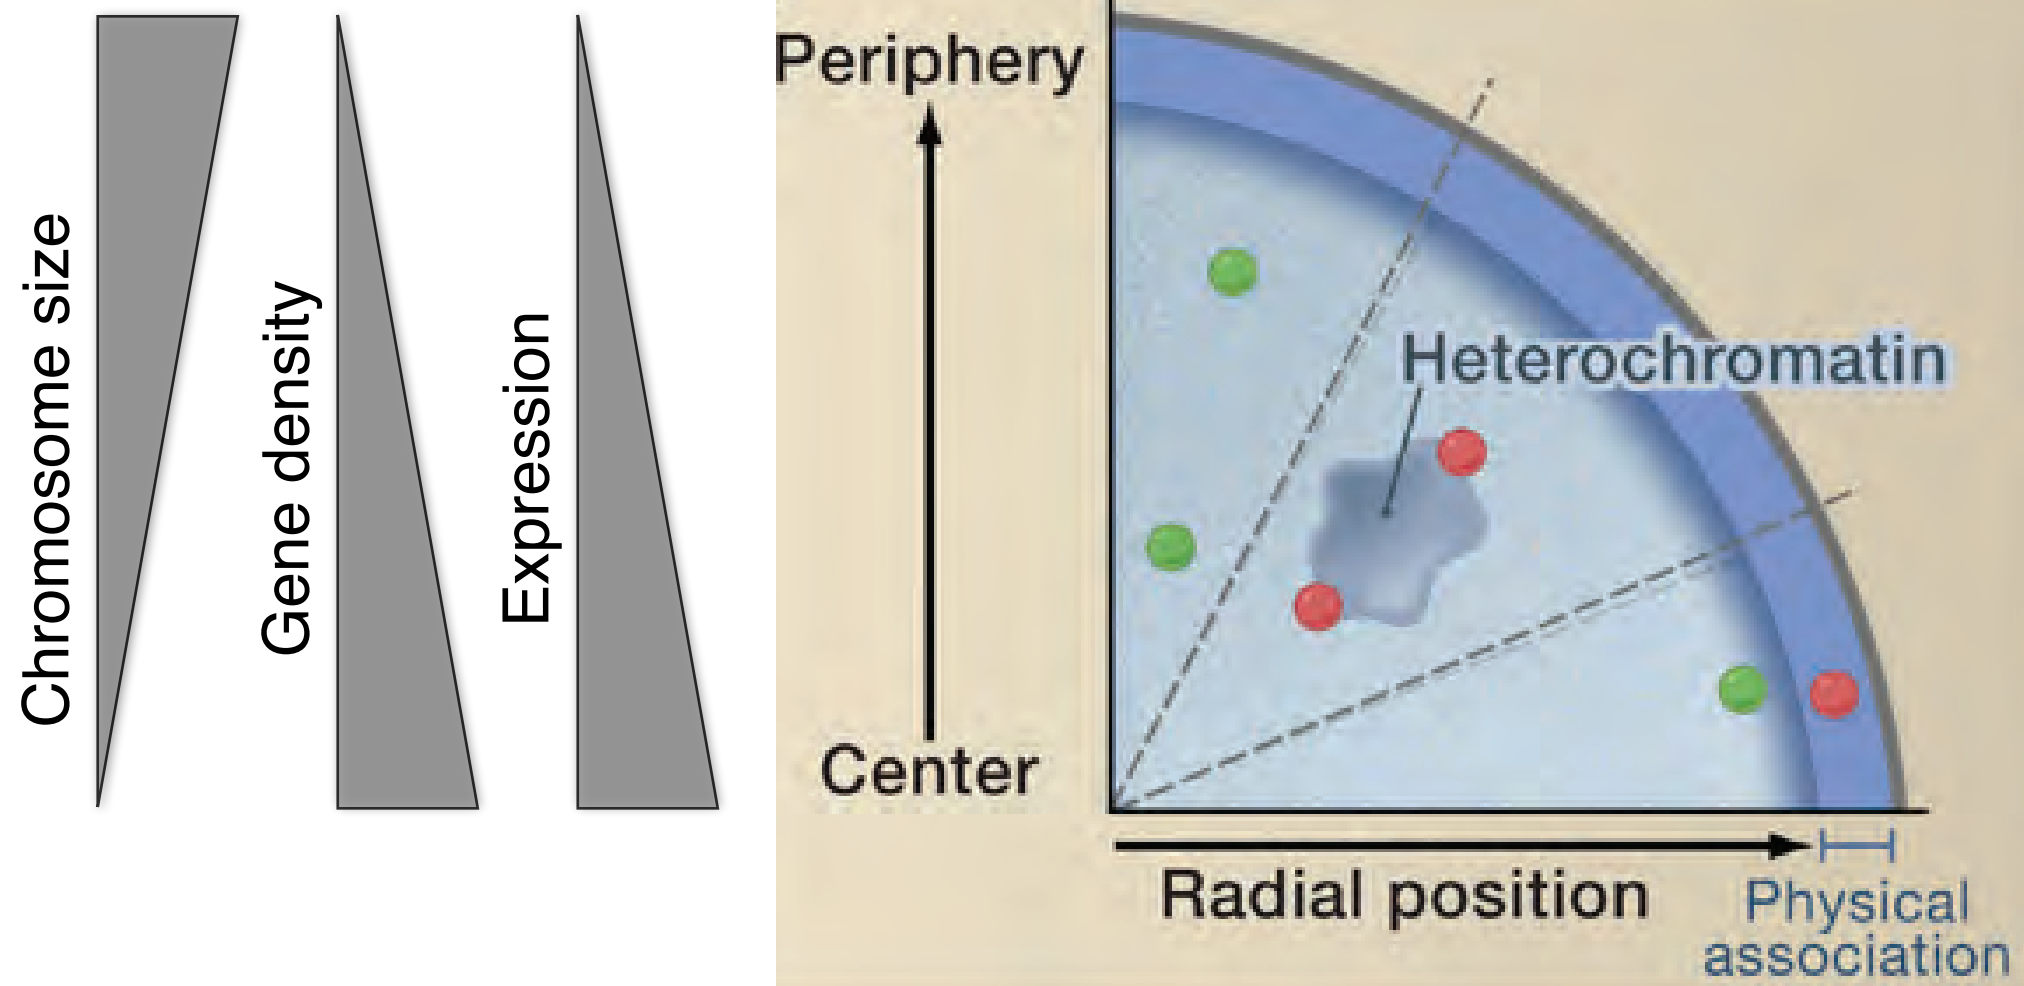 Chromosome size
Gene density
Expression
Periphery
Center
Heterochromatin
Radial position
Physical
association